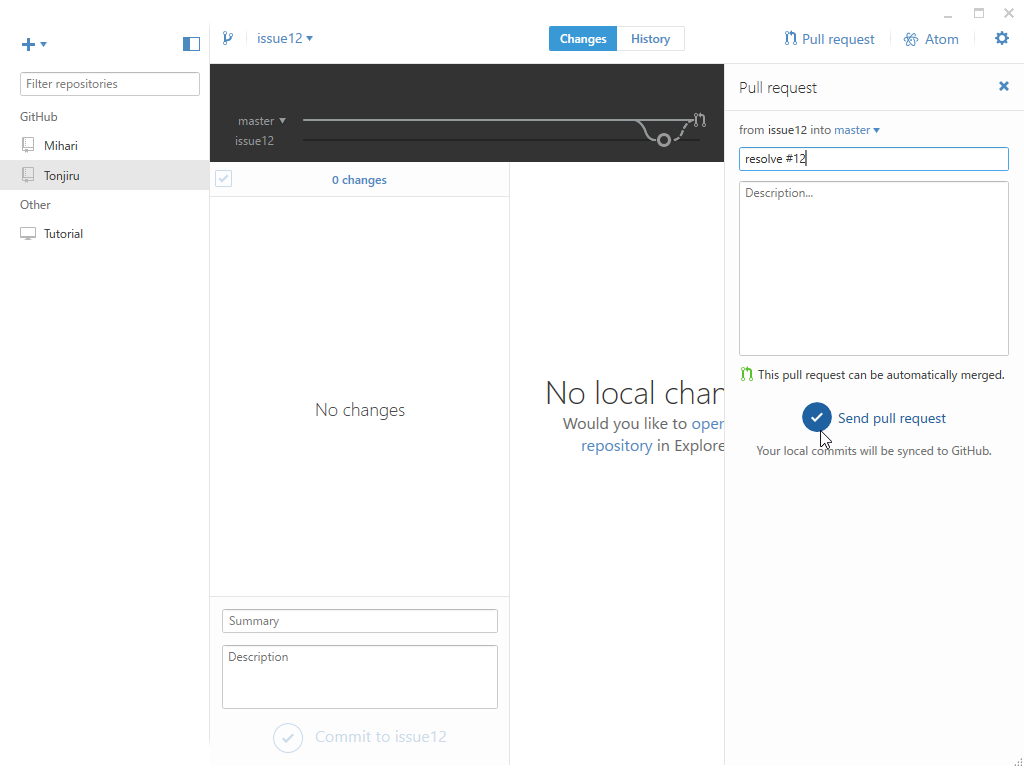 issue12
Changes
History
Pull request
Atom
Filter repositories
GitHub
Mihari
Tonjiru
Other
Tutorial
master
issue12
0 changes
No changes
Summary
Description
Commit to issue12
No local chan
Would you like to open
repository in Explore
Pull request
from issue12 into master
resolve #12
Description...
This pull request can be automatically merged.
Send pull request
Your local commits will be synced to GitHub.